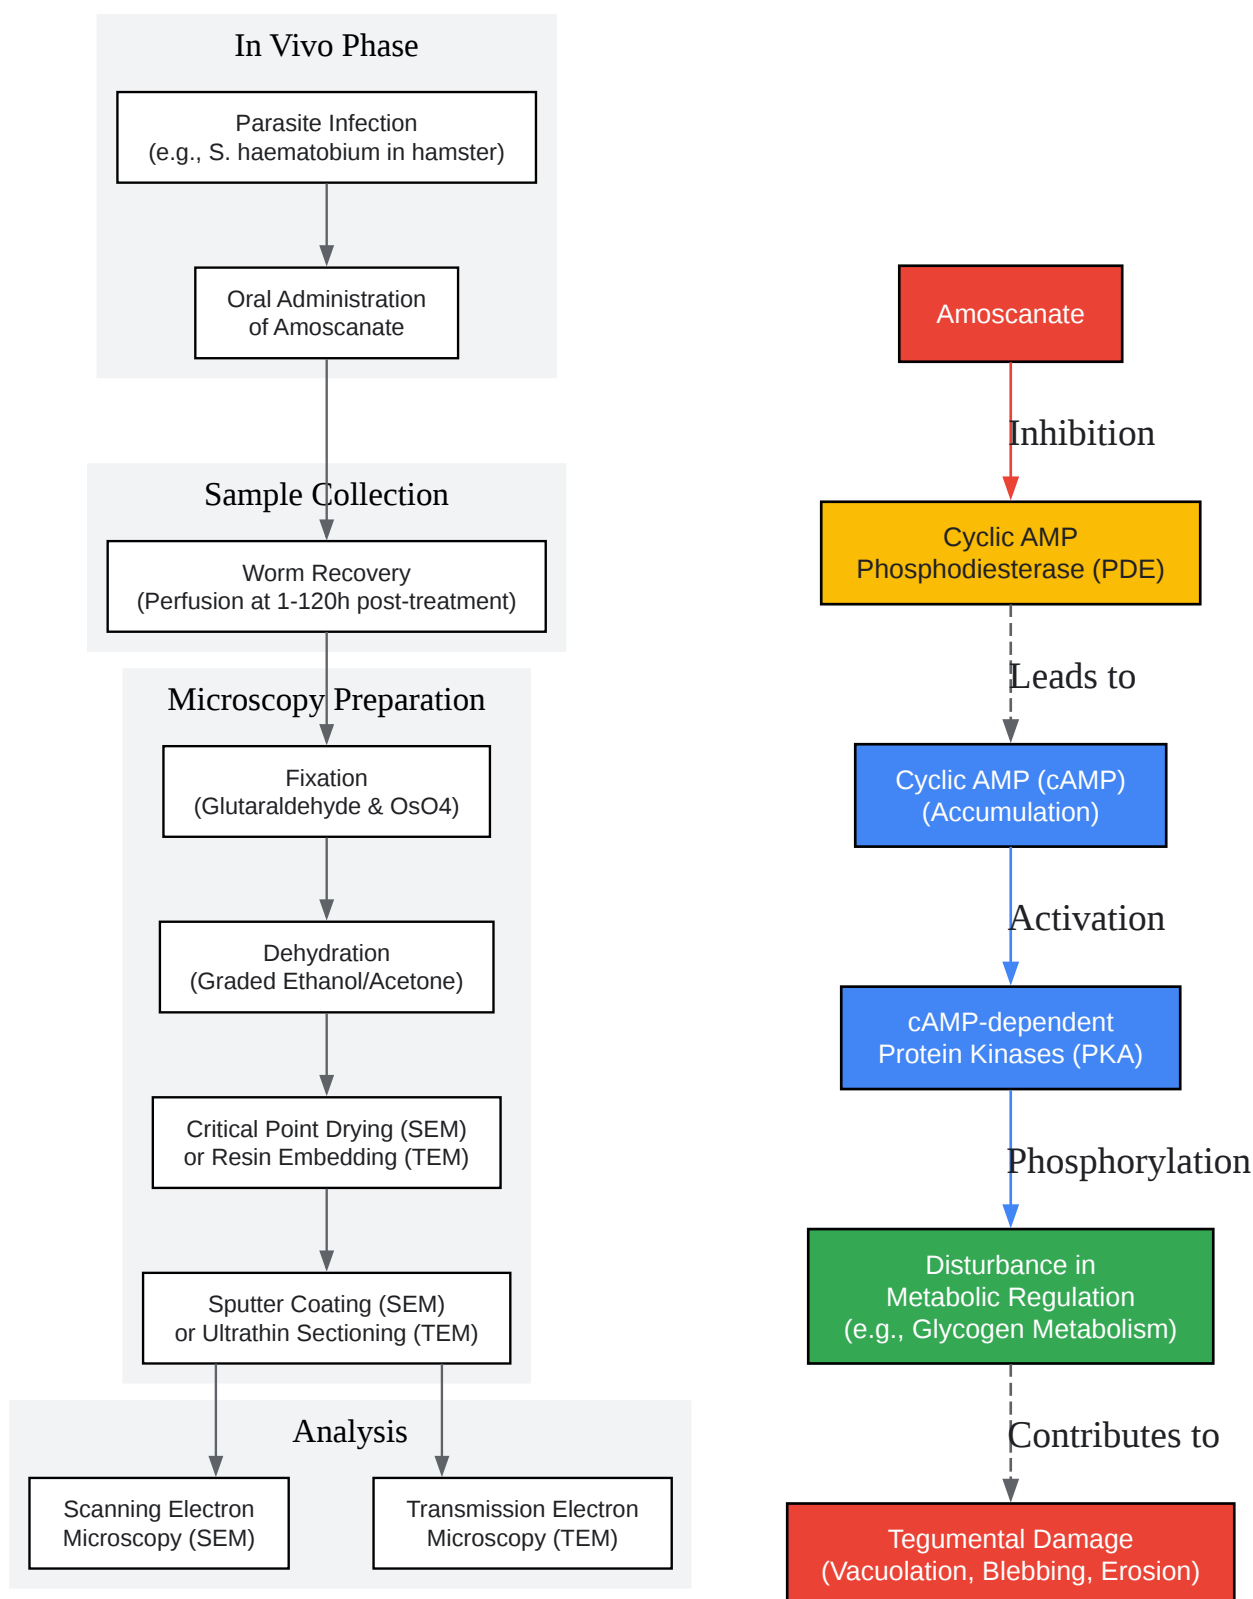 In Vivo Phase
Parasite Infection
(e.g., S. haematobium in hamster)
Oral Administration
of Amoscanate
Sample Collection
Worm Recovery
(Perfusion at 1-120h post-treatment)
Microscopy Preparation
Fixation
(Glutaraldehyde & OsO4)
Dehydration
(Graded Ethanol/Acetone)
Critical Point Drying (SEM)
or Resin Embedding (TEM)
Sputter Coating (SEM)
or Ultrathin Sectioning (TEM)
Analysis
Scanning Electron
Microscopy (SEM)
Transmission Electron
Microscopy (TEM)
Amoscanate
Inhibition
Cyclic AMP
Phosphodiesterase (PDE)
Leads to
Cyclic AMP (cAMP)
(Accumulation)
Activation
cAMP-dependent
Protein Kinases (PKA)
Phosphorylation
Disturbance in
Metabolic Regulation
(e.g., Glycogen Metabolism)
Contributes to
Tegumental Damage
(Vacuolation, Blebbing, Erosion)